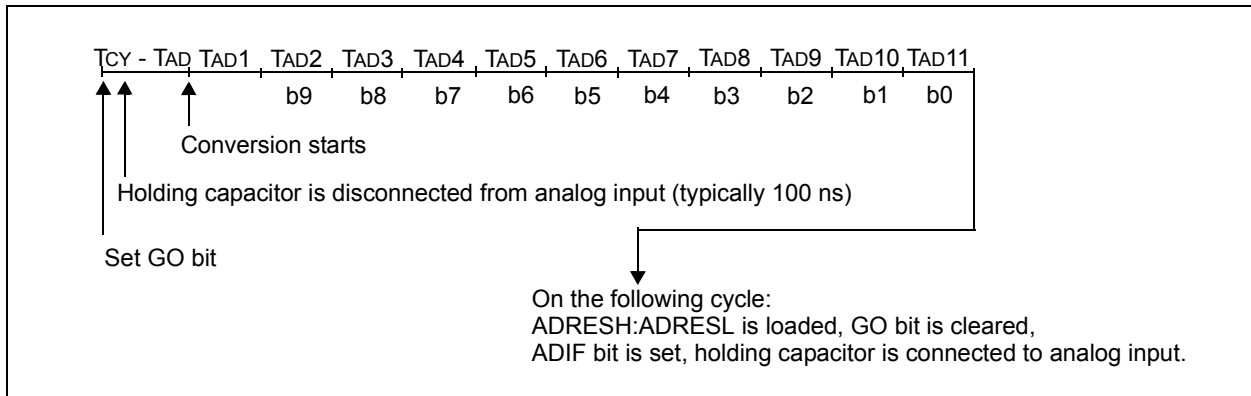 TCY - TAD TAD1 TAD2 TAD3 TAD4 TAD5 TAD6 TAD7 TAD8 TAD9 TAD10 TAD11
b9 b8 b7 b6 b5 b4 b3 b2 b1 b0
Conversion starts
Holding capacitor is disconnected from analog input (typically 100 ns)
Set GO bit
On the following cycle:
ADRESH:ADRESL is loaded, GO bit is cleared,
ADIF bit is set, holding capacitor is connected to analog input.